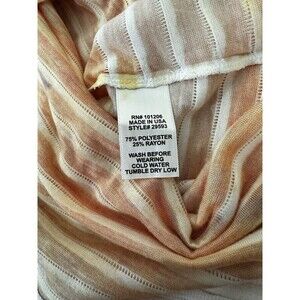 RN# 101206
MADE IN USA
STYLE# 29593
75% POLYESTER
25% RAYON
WASH BEFORE
WEARING
COLD WATER
TUMBLE DRY LOW